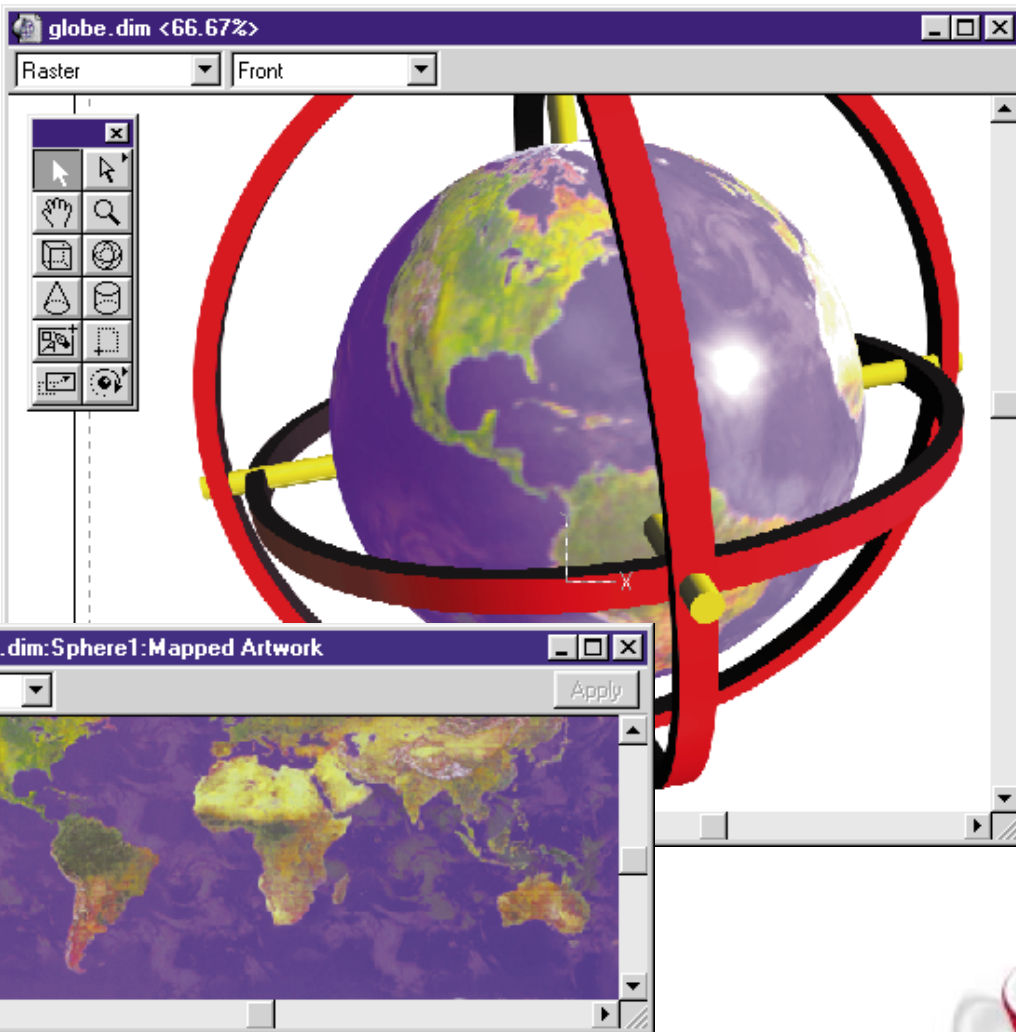 globe.dim <66.67%>
Raster Front
X
.dim:Sphere1:Mapped Artwork
Apply